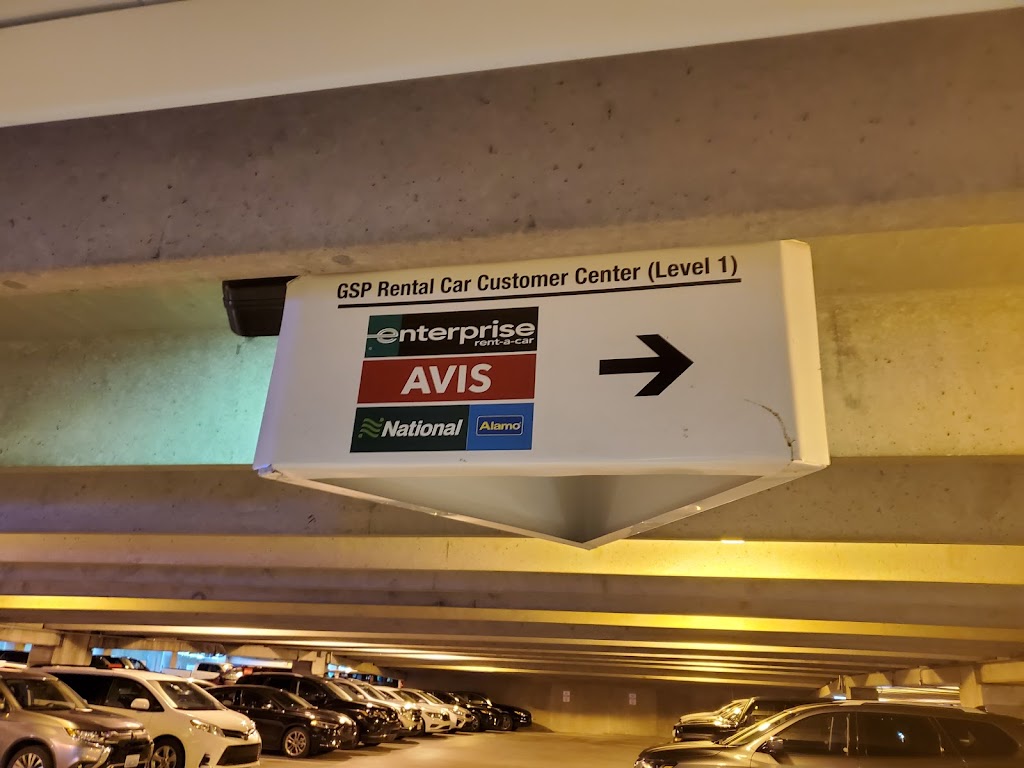 GSP Rental Car Customer Center (Level 1)
enterprise
rent-a-car
AVIS
National Alamo